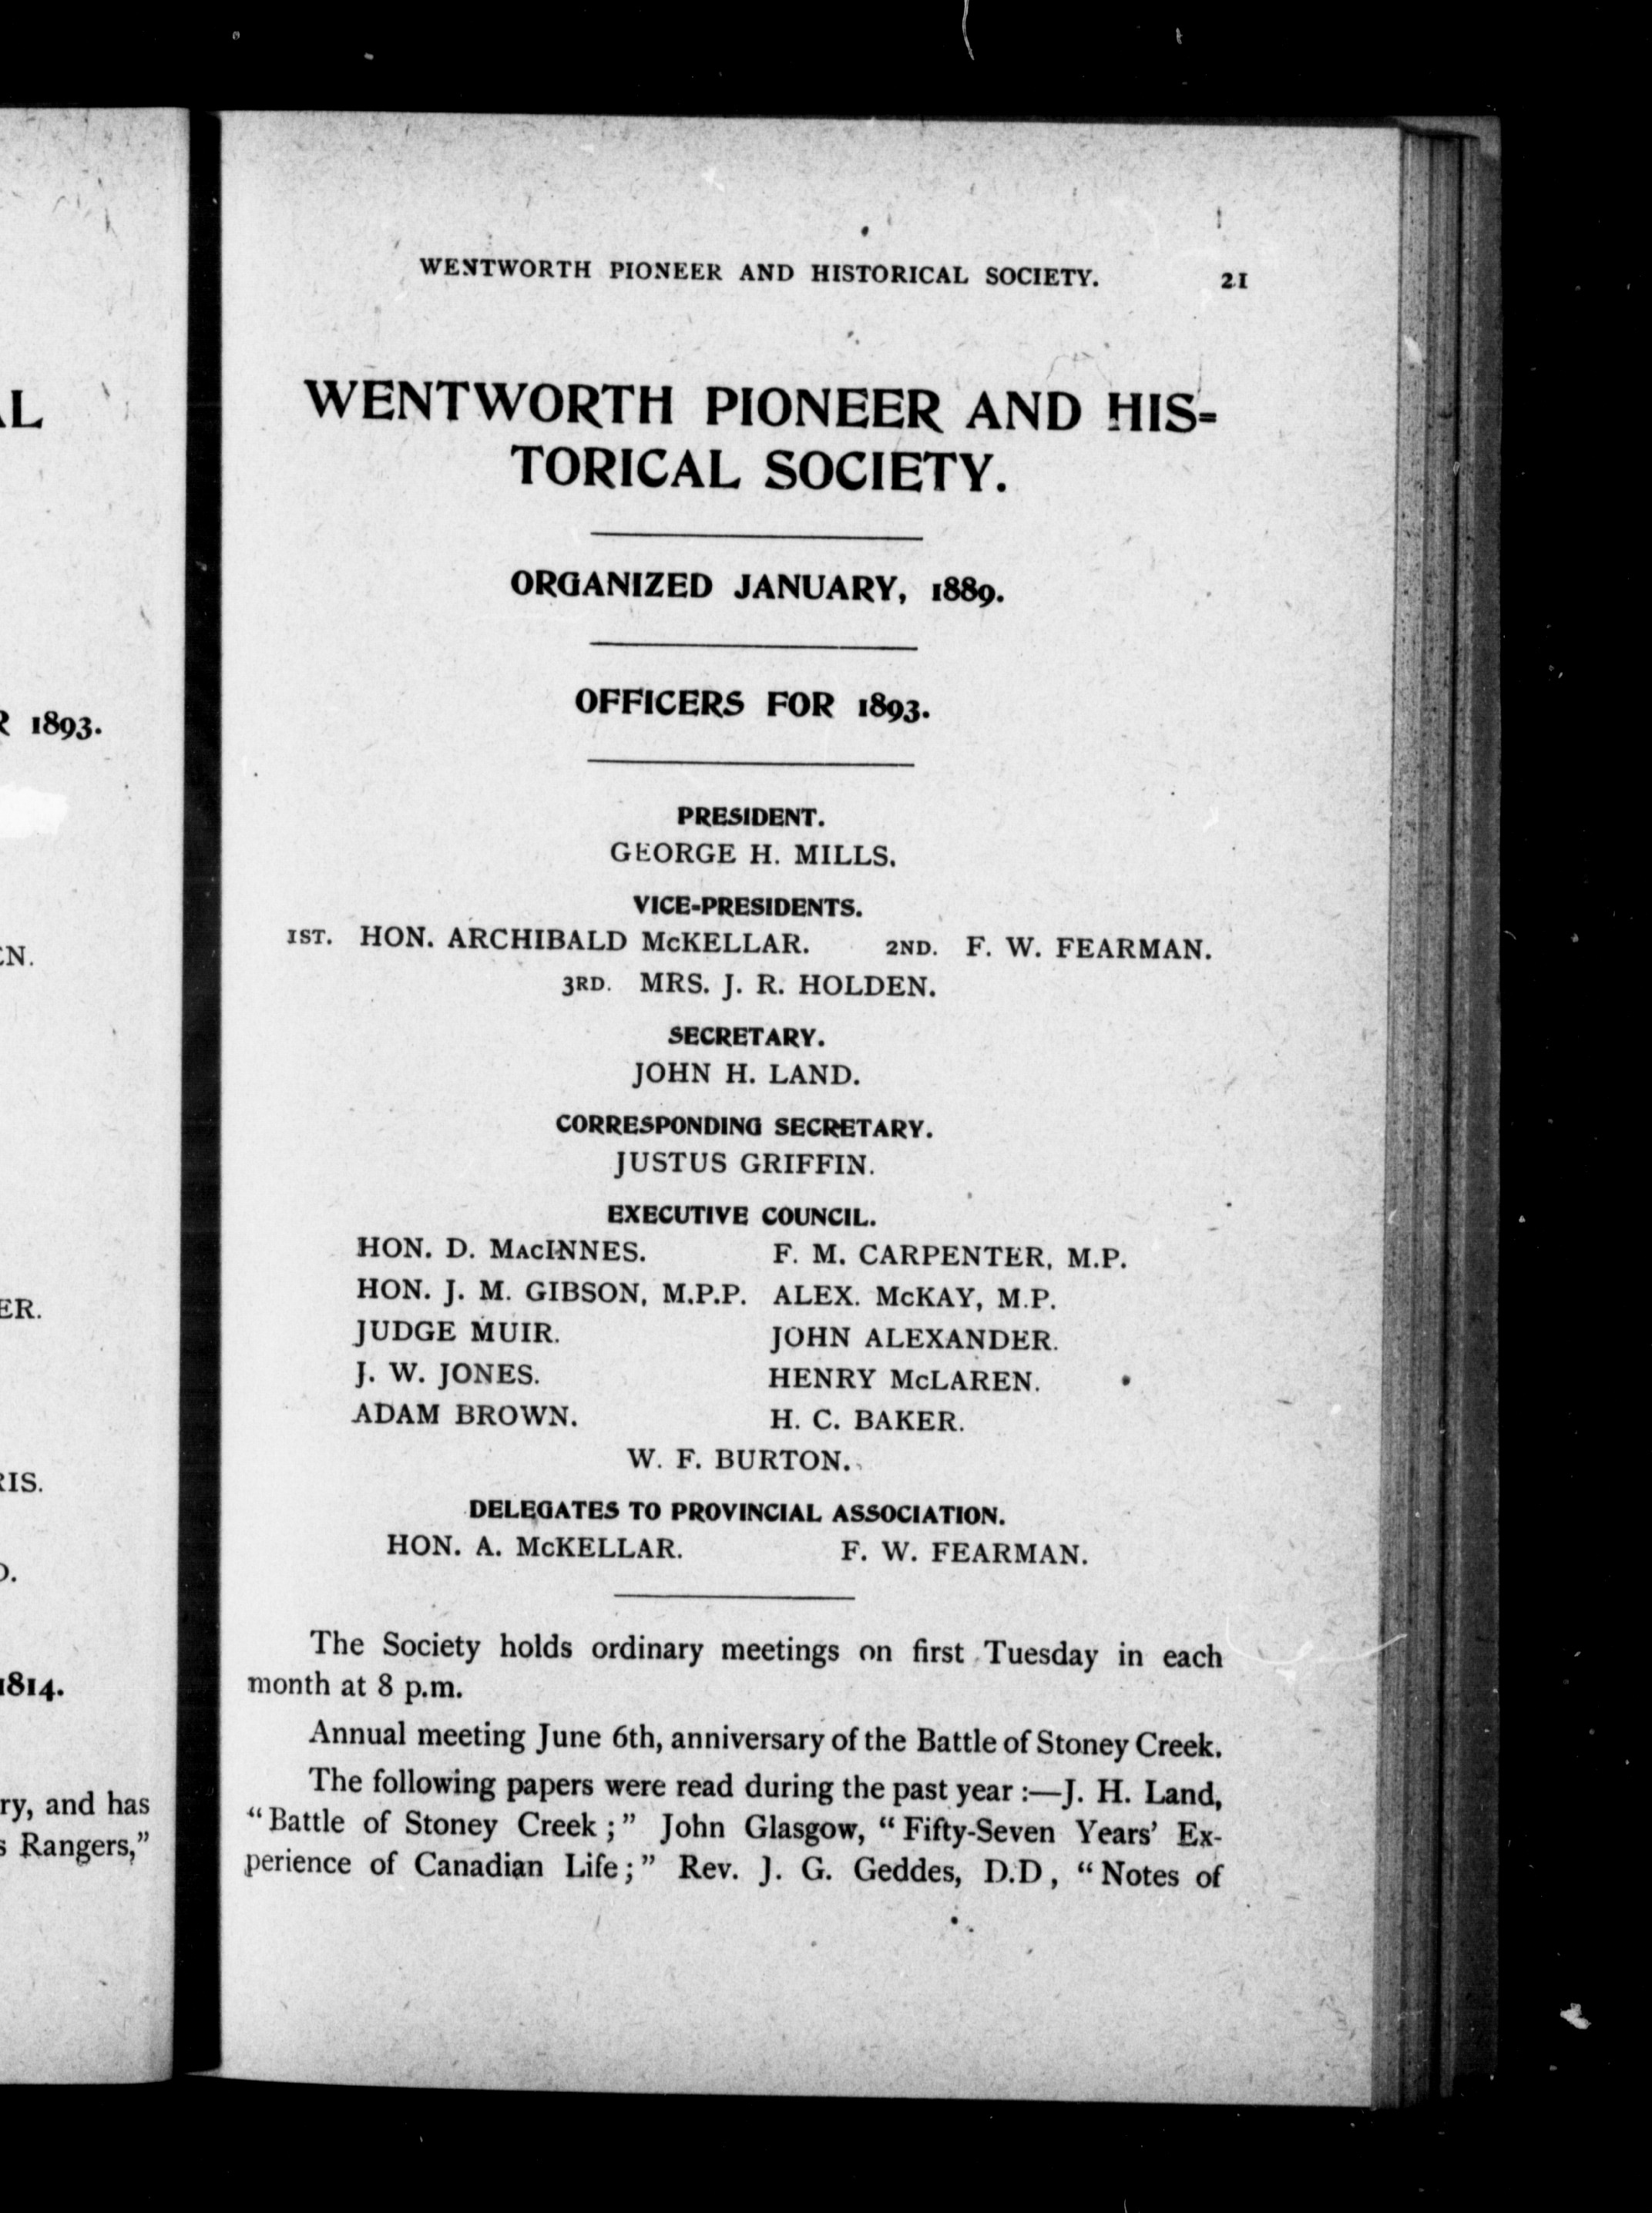 WENTWORTH PIONEER AND HISTORICAL SOCIETY. 21
WENTWORTH PIONEER AND HIS=
TORICAL SOCIETY.
ORGANIZED JANUARY, 1889.
OFFICERS FOR 1893.
PRESIDENT.
GEORGE H. MILLS.
VICE-PRESIDENTS.
1ST. HON. ARCHIBALD McKELLAR. 2ND. F. W. FEARMAN.
3RD. MRS. J. R. HOLDEN.
SECRETARY.
JOHN H. LAND.
CORRESPONDING SECRETARY.
JUSTUS GRIFFIN.
EXECUTIVE COUNCIL.
HON. D. MacINNES. F. M. CARPENTER, M.P.
HON. J. M. GIBSON, M.P.P. ALEX. McKAY, M.P.
JUDGE MUIR. JOHN ALEXANDER.
J. W. JONES. HENRY McLAREN.
ADAM BROWN. H. C. BAKER.
W. F. BURTON.
DELEGATES TO PROVINCIAL ASSOCIATION.
HON. A. McKELLAR. F. W. FEARMAN.
The Society holds ordinary meetings on first Tuesday in each
month at 8 p.m.
Annual meeting June 6th, anniversary of the Battle of Stoney Creek.
The following papers were read during the past year :—J. H. Land,
"Battle of Stoney Creek ;" John Glasgow, "Fifty-Seven Years' Ex-
perience of Canadian Life ;" Rev. J. G. Geddes, D.D, "Notes of
1893.
1814.
ry, and has
Rangers,"